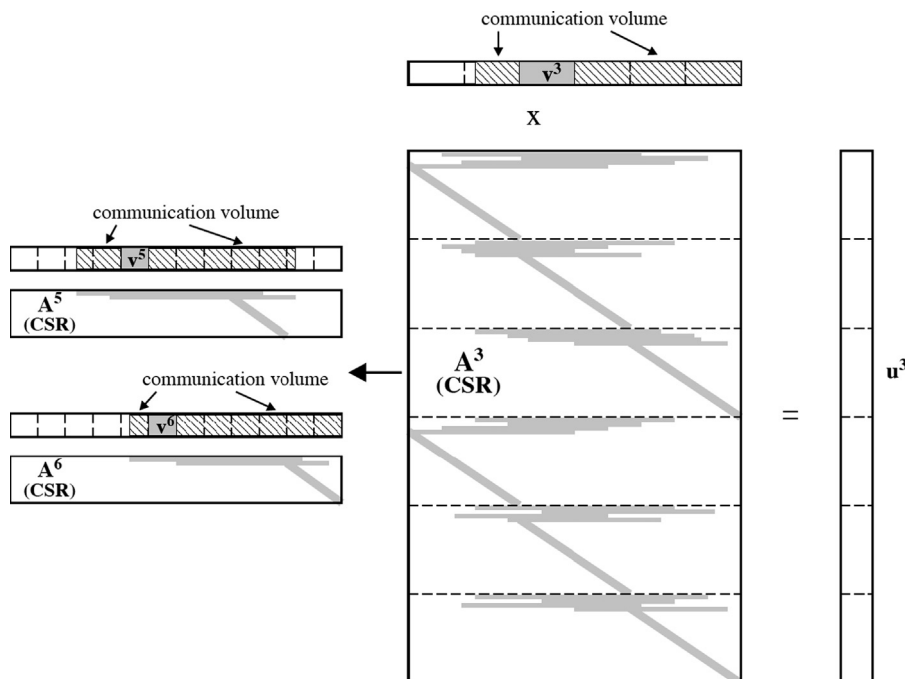 communication volume
v³
x
communication volume
v⁵
A⁵
(CSR)
communication volume
v⁶
A⁶
(CSR)
A³
(CSR)
=
u³